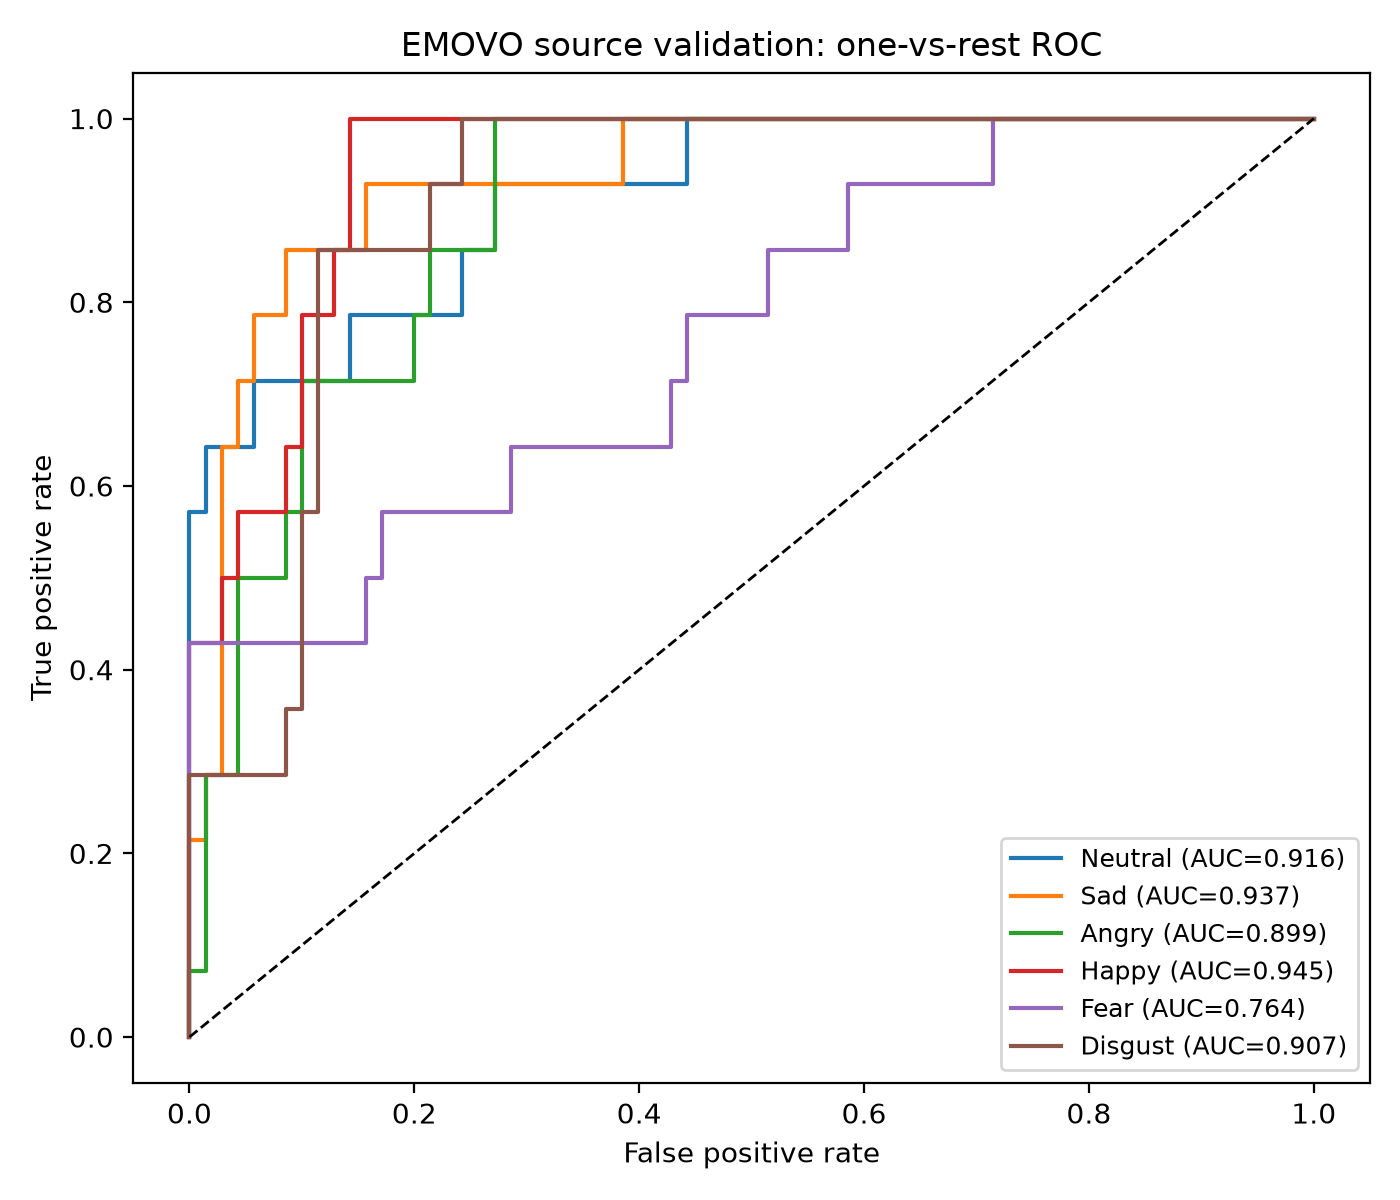 EMOVO source validation: one-vs-rest ROC
True positive rate
1.0
0.8
0.6
0.4
0.2
0.0
0.0 0.2 0.4 0.6 0.8 1.0
False positive rate
Neutral (AUC=0.916)
Sad (AUC=0.937)
Angry (AUC=0.899)
Happy (AUC=0.945)
Fear (AUC=0.764)
Disgust (AUC=0.907)